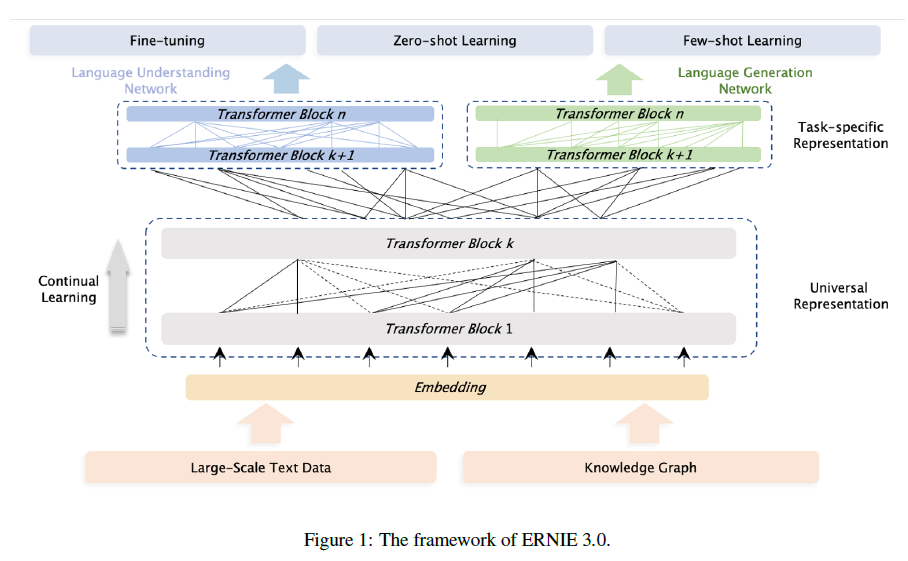 Fine-tuning
Zero-shot Learning
Few-shot Learning
Language Understanding
Network
Language Generation
Network
Transformer Block n
Transformer Block n
Task-specific
Representation
Transformer Block k+1
Transformer Block k+1
Transformer Block k
Continual
Learning
Universal
Representation
Transformer Block 1
Embedding
Large-Scale Text Data
Knowledge Graph
Figure 1: The framework of ERNIE 3.0.